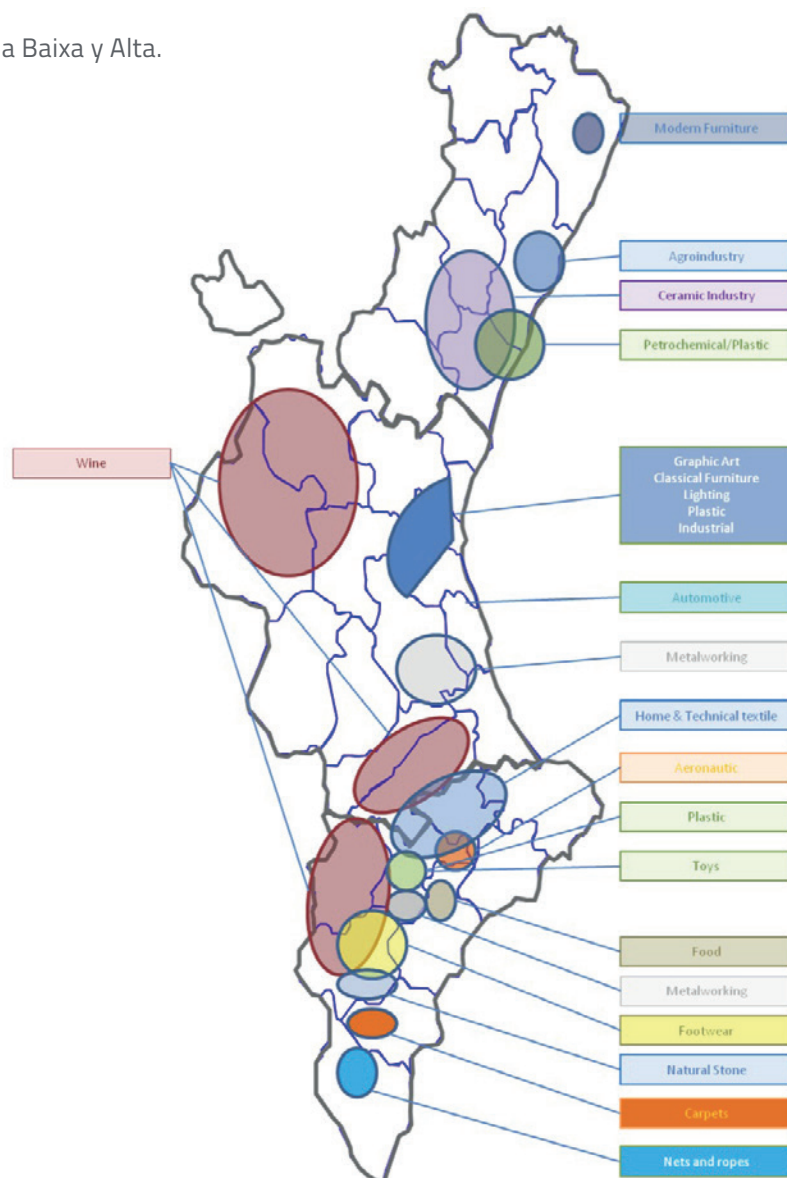 a Baixa y Alta.
Modern Furniture
Agroindustry
Ceramic Industry
Petrochemical/Plastic
Wine
Graphic Art
Classical Furniture
Lighting
Plastic
Industrial
Automotive
Metalworking
Home & Technical textile
Aeronautic
Plastic
Toys
Food
Metalworking
Footwear
Natural Stone
Carpets
Nets and ropes